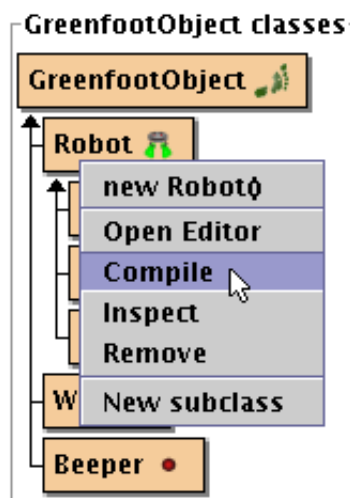 GreenfootObject classes
GreenfootObject
Robot
new Robot()
Open Editor
Compile
Inspect
Remove
New subclass
W
Beeper